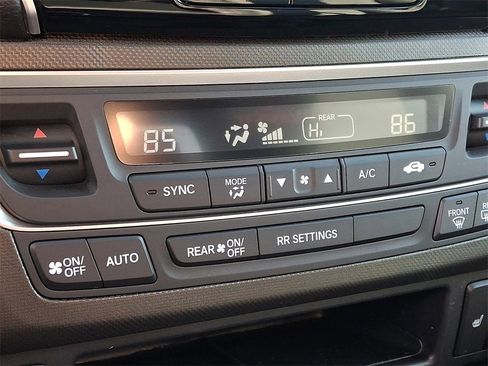 REAR
85 Hi 86
SYNC MODE A/C
FRONT
ON/OFF AUTO REAR ON/OFF RR SETTINGS